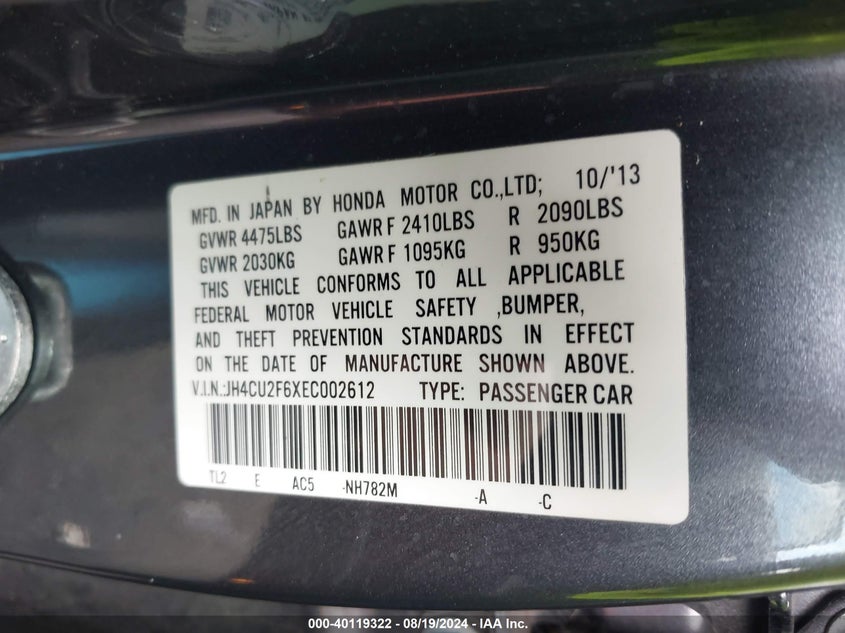 MFD. IN JAPAN BY HONDA MOTOR CO.,LTD; 10/'13
GVWR 4475LBS GAWR F 2410LBS R 2090LBS
GVWR 2030KG GAWR F 1095KG R 950KG
THIS VEHICLE CONFORMS TO ALL APPLICABLE
FEDERAL MOTOR VEHICLE SAFETY ,BUMPER,
AND THEFT PREVENTION STANDARDS IN EFFECT
ON THE DATE OF MANUFACTURE SHOWN ABOVE.
V.I.N.:JH4CU2F6XEC002612 TYPE: PASSENGER CAR
TL2 E AC5 -NH782M -A -C
000-40119322 - 08/19/2024 - IAA Inc.